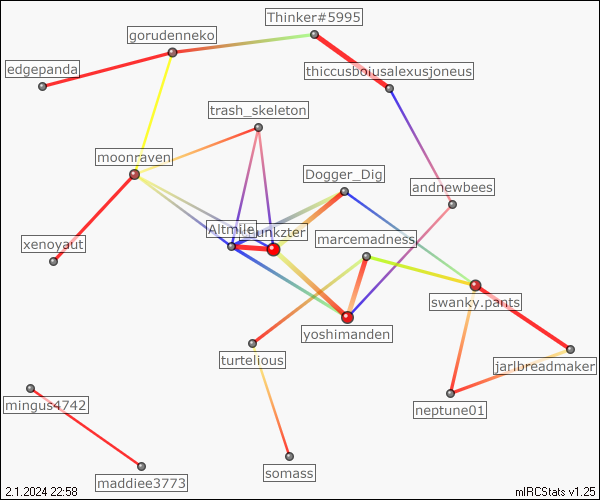 Thinker#5995
gorudenneko
edgepanda
thiccusboiusalexusjoneus
trash_skeleton
moonraven
Dogger_Dig
andnewbees
Altmile
unkzter
marcemadness
xenoyaut
swanky.pants
yoshimanden
turtelious
jarlbreadmaker
mingus4742
neptune01
somass
maddiee3773
2.1.2024 22:58
mIRCStats v1.25